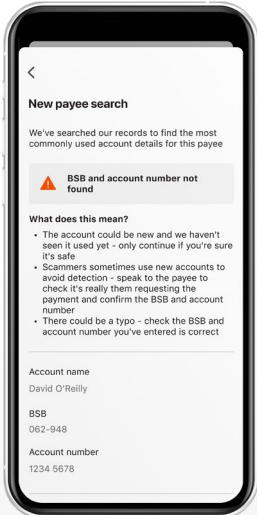 New payee search
We've searched our records to find the most
commonly used account details for this payee
BSB and account number not
found
What does this mean?
• The account could be new and we haven't
seen it used yet - only continue if you're sure
it's safe
• Scammers sometimes use new accounts to
avoid detection - speak to the payee to
check it's really them requesting the
payment and confirm the BSB and account
number
• There could be a typo - check the BSB and
account number you've entered is correct
Account name
David O'Reilly
BSB
062-948
Account number
1234 5678